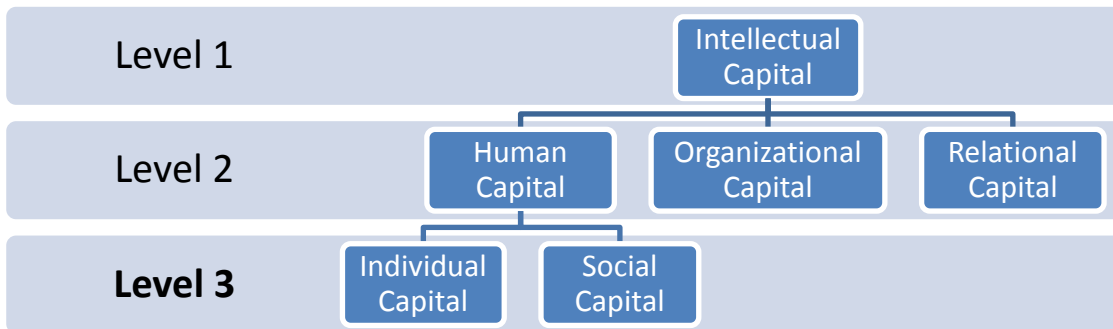 Level 1
Intellectual
Capital
Level 2
Human
Capital
Organizational
Capital
Relational
Capital
Level 3
Individual
Capital
Social
Capital